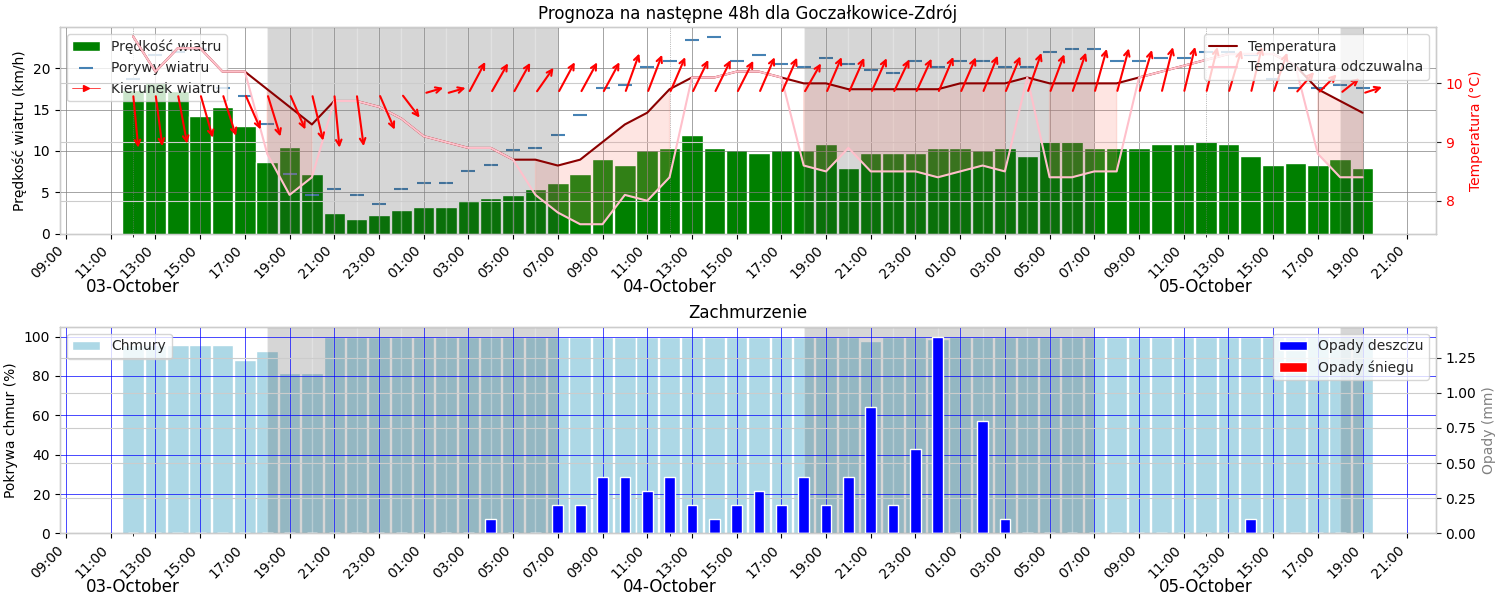 Prognoza na następne 48h dla Goczałkowice-Zdrój
Prędkość wiatru (km/h)
20
15
10
5
0
Prędkość wiatru
Porywy wiatru
Kierunek wiatru
Temperatura
Temperatura odczuwalna
10
9
8
Temperatura (°C)
09:00 11:00 13:00 15:00 17:00 19:00 21:00 23:00 01:00 03:00 05:00 07:00 09:00 11:00 13:00 15:00 17:00 19:00 21:00 23:00 01:00 03:00 05:00 07:00 09:00 11:00 13:00 15:00 17:00 19:00 21:00
03-October 04-October 05-October
Zachmurzenie
Pokrywa chmur (%)
100
80
60
40
20
0
Chmury
Opady deszczu
Opady śniegu
1.25
1.00
0.75
0.50
0.25
0.00
Opady (mm)
09:00 11:00 13:00 15:00 17:00 19:00 21:00 23:00 01:00 03:00 05:00 07:00 09:00 11:00 13:00 15:00 17:00 19:00 21:00 23:00 01:00 03:00 05:00 07:00 09:00 11:00 13:00 15:00 17:00 19:00 21:00
03-October 04-October 05-October